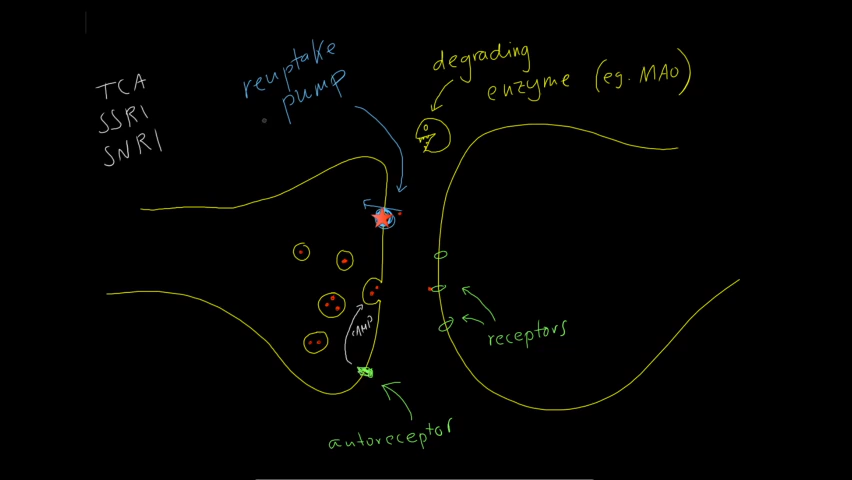 TCA
SSRI
SNRI
reuptake
pump
degrading
enzyme (eg. MAO)
cAMP
receptors
autoreceptor